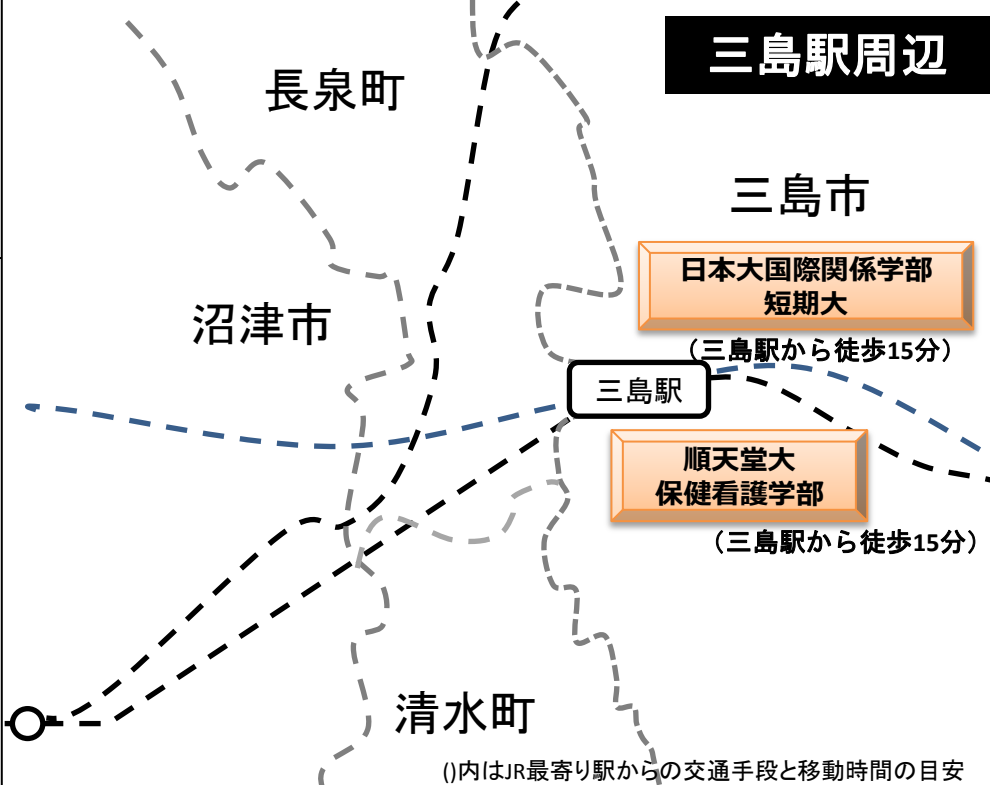 三島駅周辺
長泉町
三島市
日本大国際関係学部
短期大
（三島駅から徒歩15分）
沼津市
三島駅
順天堂大
保健看護学部
（三島駅から徒歩15分）
清水町
()内はJR最寄り駅からの交通手段と移動時間の目安